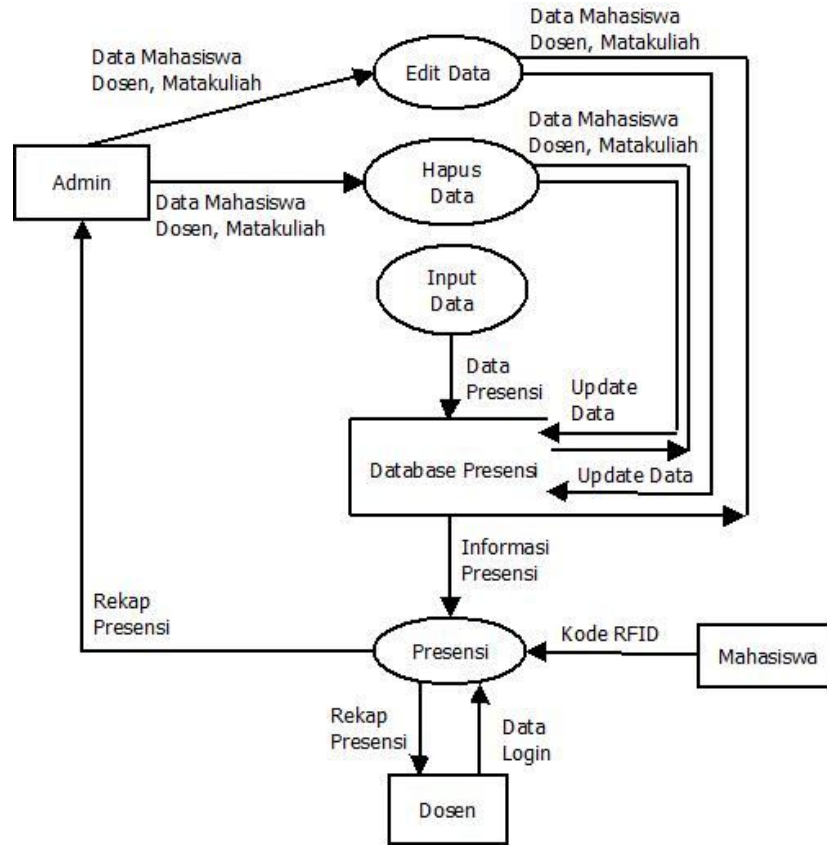 Data Mahasiswa
Dosen, Matakuliah
Data Mahasiswa
Dosen, Matakuliah
Edit Data
Data Mahasiswa
Dosen, Matakuliah
Admin
Hapus
Data
Data Mahasiswa
Dosen, Matakuliah
Input
Data
Data
Presensi
Update
Data
Database Presensi
Update Data
Informasi
Presensi
Rekap
Presensi
Presensi
Kode RFID
Mahasiswa
Rekap
Presensi
Data
Login
Dosen